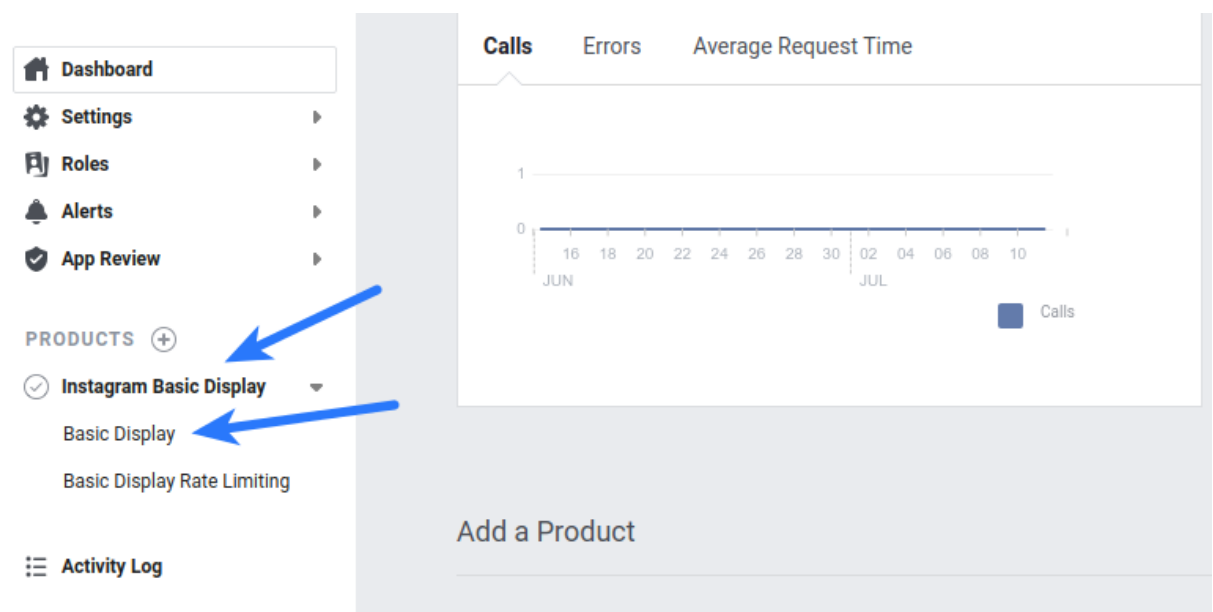 Dashboard
Settings
Roles
Alerts
App Review
PRODUCTS
Instagram Basic Display
Basic Display
Basic Display Rate Limiting
Activity Log
Calls Errors Average Request Time
1
0
16 18 20 22 24 26 28 30 02 04 06 08 10
JUN JUL
Calls
Add a Product